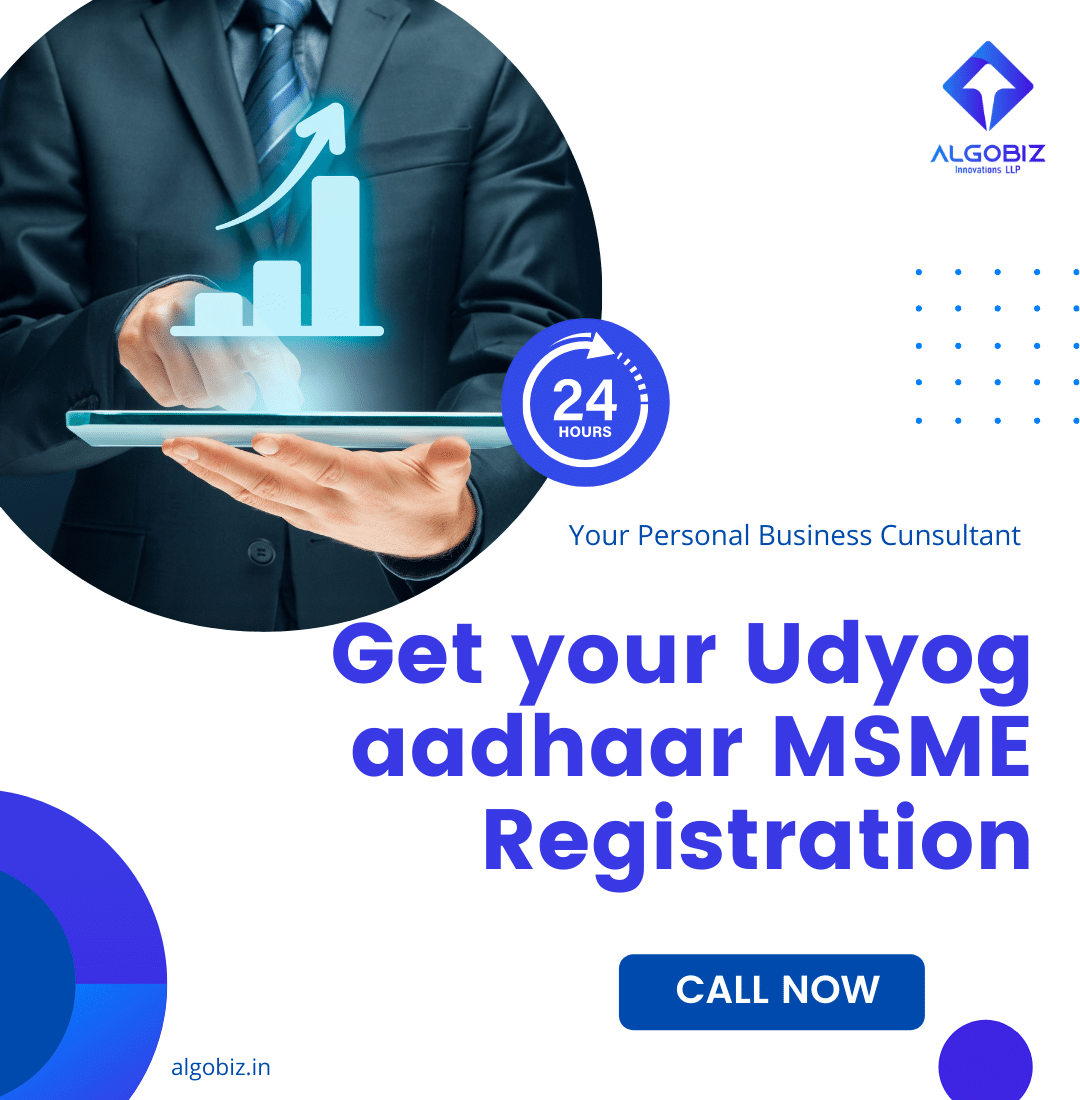 ALGOBIZ
Innovations LLP
24
HOURS
Your Personal Business Cunsultant
Get your Udyog
aadhaar MSME
Registration
CALL NOW
algobiz.in